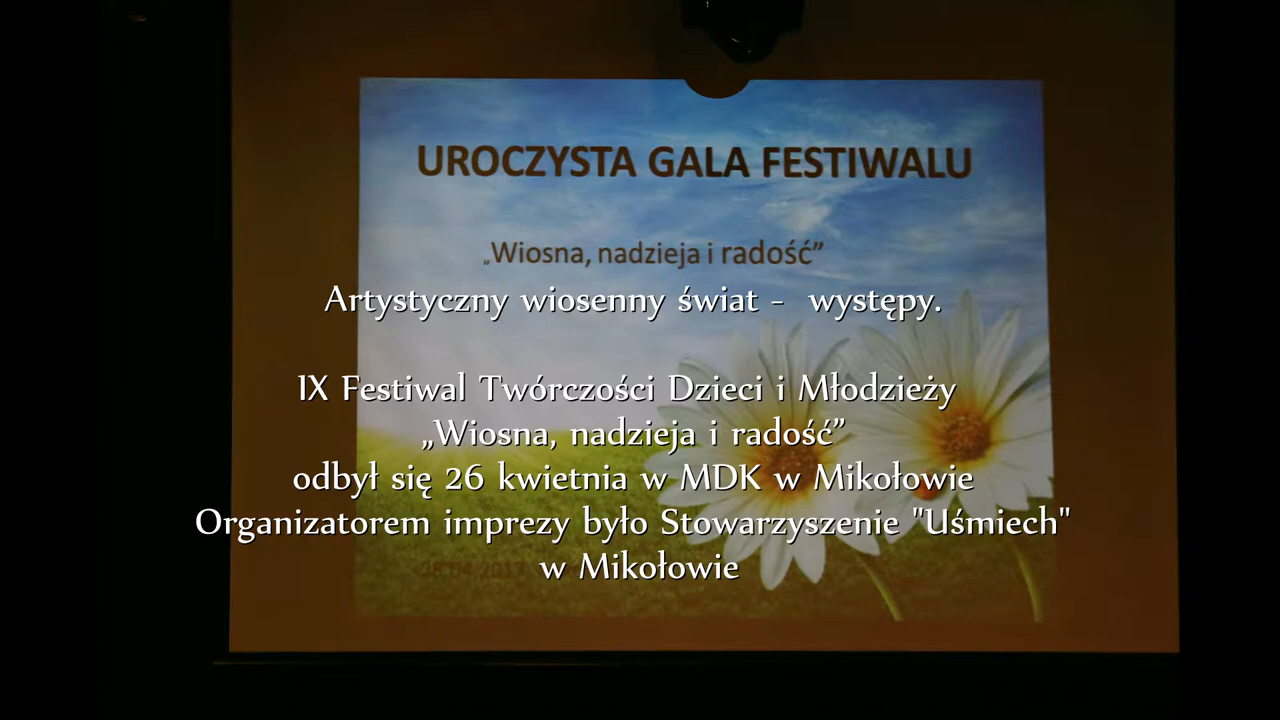 UROCZYSTA GALA FESTIWALU
„Wiosna, nadzieja i radość”
Artystyczny wiosenny świat - występy.
IX Festiwal Twórczości Dzieci i Młodzieży
„Wiosna, nadzieja i radość”
odbył się 26 kwietnia w MDK w Mikołowie
Organizatorem imprezy było Stowarzyszenie "Uśmiech"
w Mikołowie